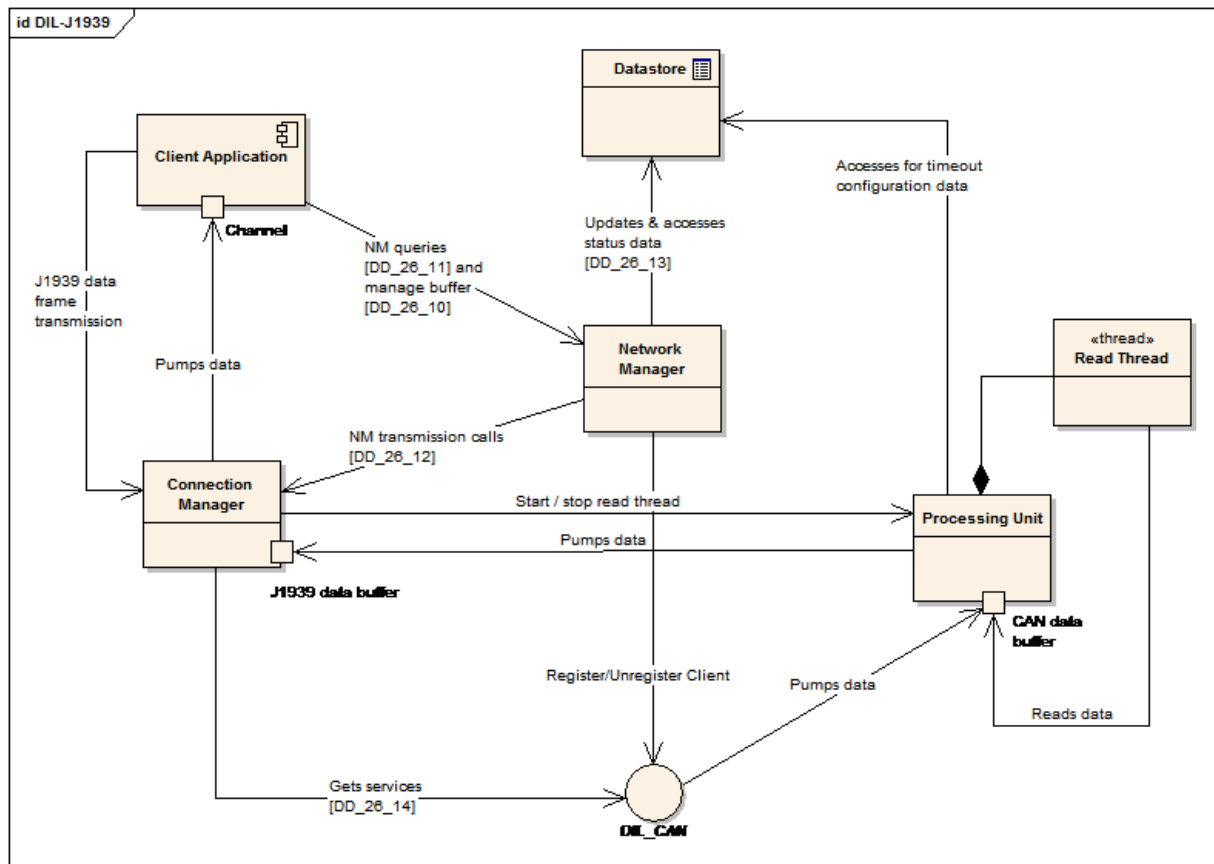 id DIL-J1939
Datastore
Client Application
Channel
Accesses for timeout
configuration data
Updates & accesses
status data
[DD_26_13]
NM queries
[DD_26_11] and
manage buffer
[DD_26_10]
J1939 data
frame
transmission
Pumps data
Network
Manager
«thread»
Read Thread
NM transmission calls
[DD_26_12]
Connection
Manager
Start / stop read thread
Processing Unit
Pumps data
J1939 data buffer
CAN data
buffer
Register/Unregister Client
Pumps data
Reads data
Gets services
[DD_26_14]
DIL_CAN